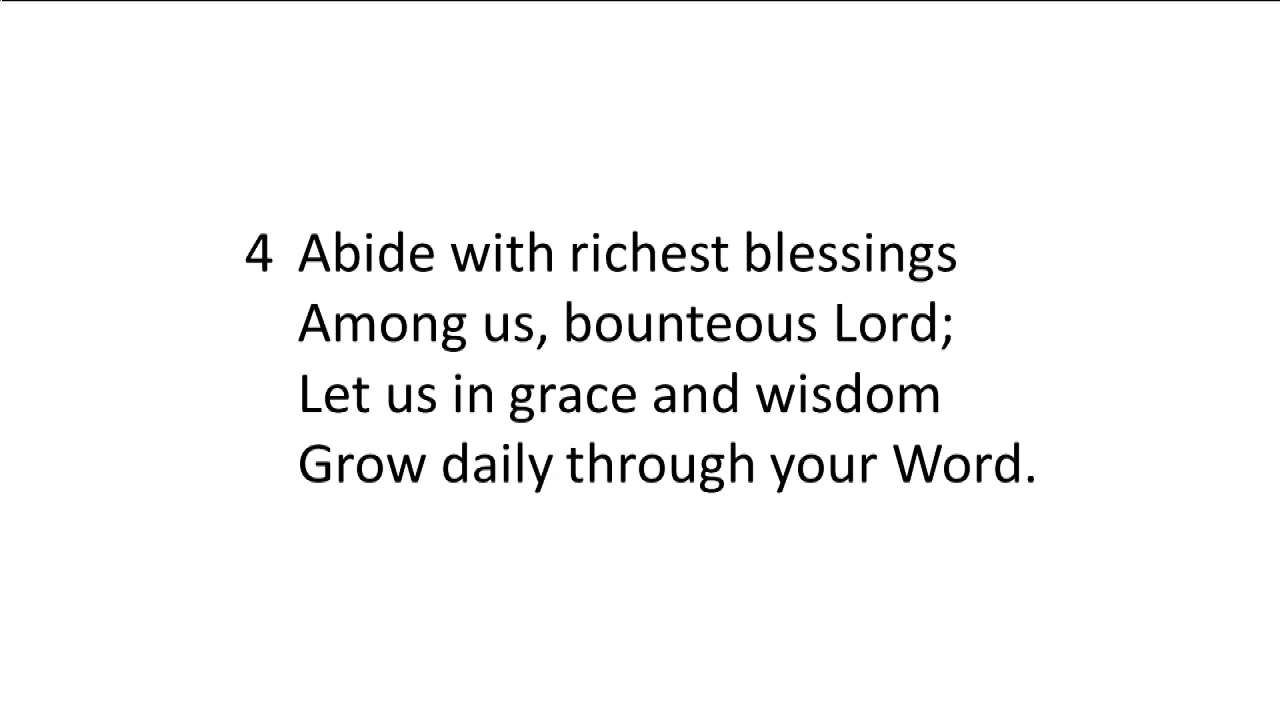 4 Abide with richest blessings
Among us, bounteous Lord;
Let us in grace and wisdom
Grow daily through your Word.